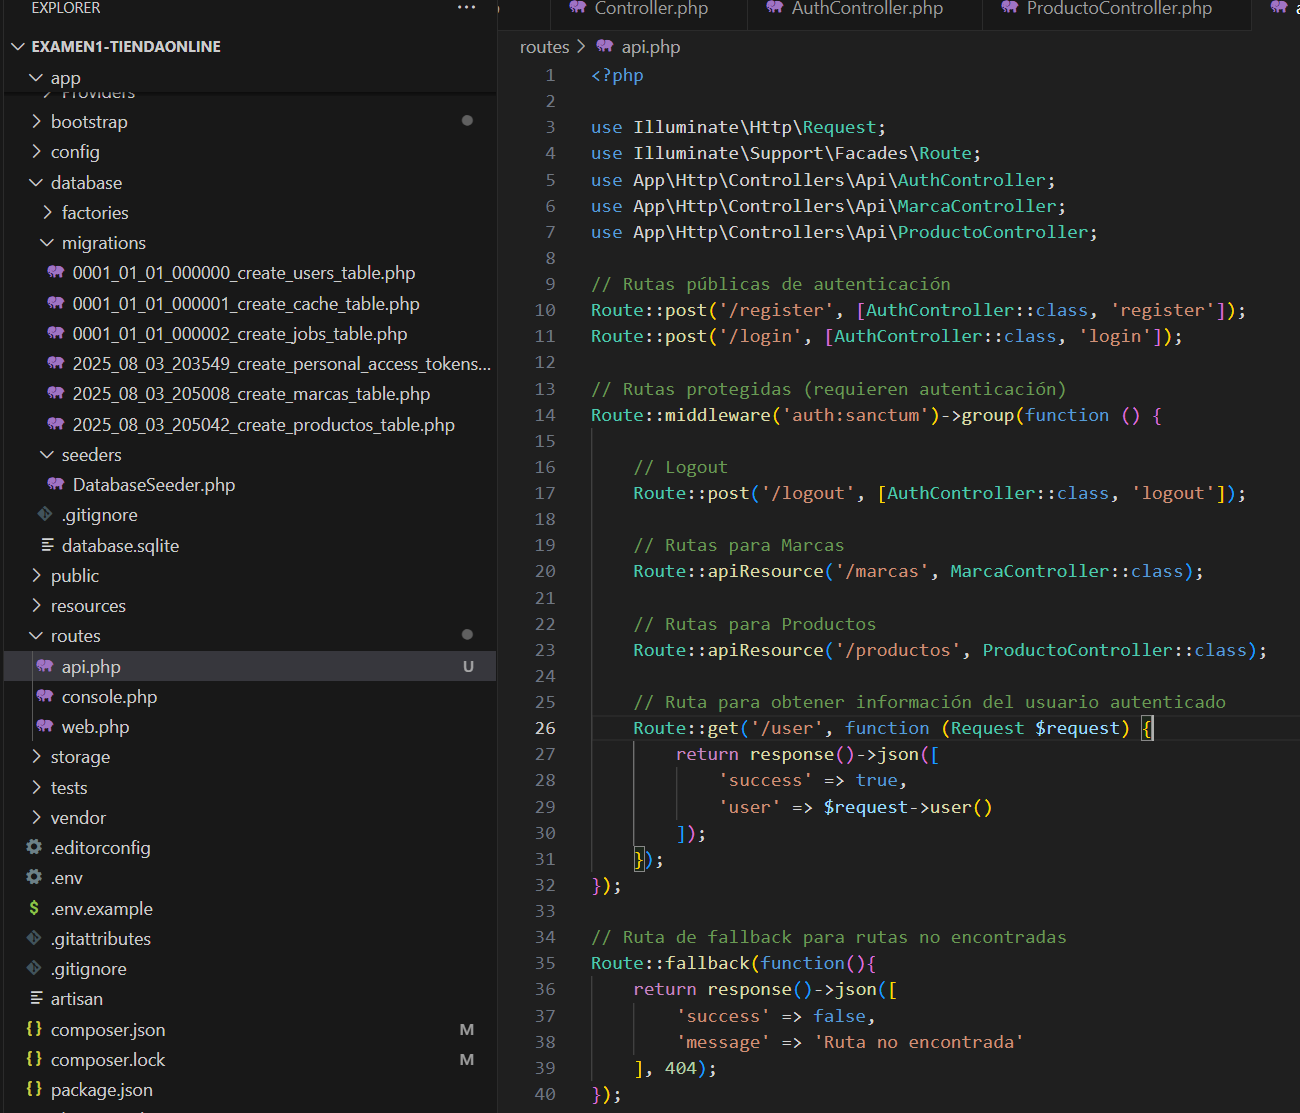 EXPLORER
EXAMEN1-TIENDAONLINE
app
Providers
bootstrap
config
database
factories
migrations
0001_01_01_000000_create_users_table.php
0001_01_01_000001_create_cache_table.php
0001_01_01_000002_create_jobs_table.php
2025_08_03_203549_create_personal_access_tokens...
2025_08_03_205008_create_marcas_table.php
2025_08_03_205042_create_productos_table.php
seeders
DatabaseSeeder.php
.gitignore
database.sqlite
public
resources
routes
api.php U
console.php
web.php
storage
tests
vendor
.editorconfig
.env
$ .env.example
.gitattributes
.gitignore
artisan
{} composer.json M
{} composer.lock M
{} package.json
Controller.php AuthController.php ProductoController.php
routes > api.php
1 <?php
2
3 use Illuminate\Http\Request;
4 use Illuminate\Support\Facades\Route;
5 use App\Http\Controllers\Api\AuthController;
6 use App\Http\Controllers\Api\MarcaController;
7 use App\Http\Controllers\Api\ProductoController;
8
9 // Rutas públicas de autenticación
10 Route::post('/register', [AuthController::class, 'register']);
11 Route::post('/login', [AuthController::class, 'login']);
12
13 // Rutas protegidas (requieren autenticación)
14 Route::middleware('auth:sanctum')->group(function () {
15
16 // Logout
17 Route::post('/logout', [AuthController::class, 'logout']);
18
19 // Rutas para Marcas
20 Route::apiResource('/marcas', MarcaController::class);
21
22 // Rutas para Productos
23 Route::apiResource('/productos', ProductoController::class);
24
25 // Ruta para obtener información del usuario autenticado
26 Route::get('/user', function (Request $request) {
27 return response()->json([
28 'success' => true,
29 'user' => $request->user()
30 ]);
31 });
32 });
33
34 // Ruta de fallback para rutas no encontradas
35 Route::fallback(function(){
36 return response()->json([
37 'success' => false,
38 'message' => 'Ruta no encontrada'
39 ], 404);
40 });